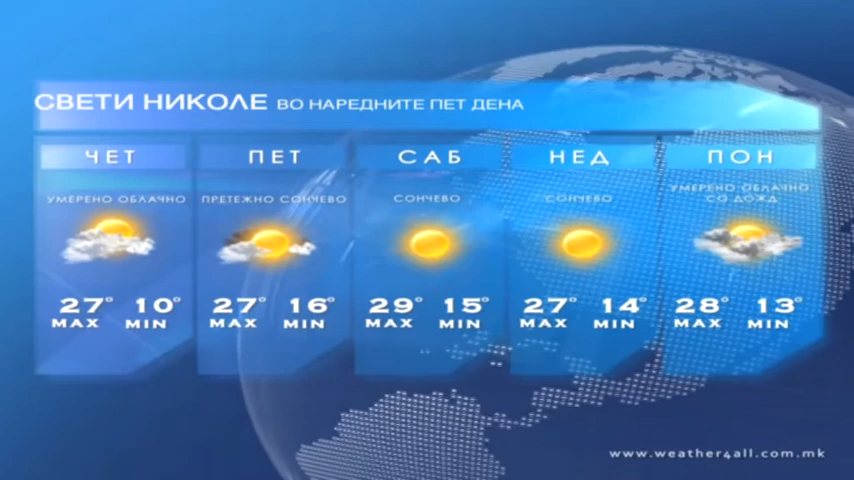 СВЕТИ НИКОЛЕ ВО НАРЕДНИТЕ ПЕТ ДЕНА
ЧЕТ ПЕТ САБ НЕД ПОН
УМЕРЕНО ОБЛАЧНО ПРЕТЕЖНО СОНЧЕВО СОНЧЕВО СОНЧЕВО УМЕРЕНО ОБЛАЧНО
СО ДОЖД
27° 10° 27° 16° 29° 15° 27° 14° 28° 13°
MAX MIN MAX MIN MAX MIN MAX MIN MAX MIN
www.weather4all.com.mk